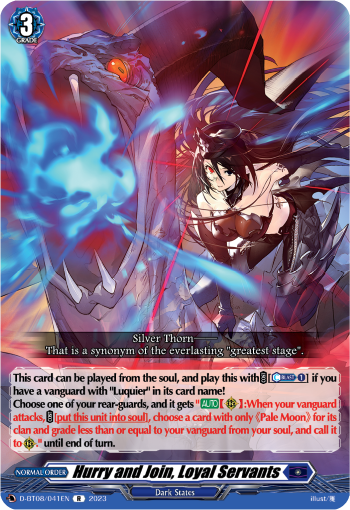 3
GRADE
Silver Thorn——
That is a synonym of the everlasting "greatest stage".
This card can be played from the soul, and play this with [ BLAST 1] if you
have a vanguard with "Luquier" in its card name!
Choose one of your rear-guards, and it gets "AUTO [ ]:When your vanguard
attacks, [put this unit into soul], choose a card with only ⟪Pale Moon⟫ for its
clan and grade less than or equal to your vanguard from your soul, and call it
to ." until end of turn.
NORMAL ORDER
Hurry and Join, Loyal Servants
Dark States
D-BT08/041EN R 2023
illust/